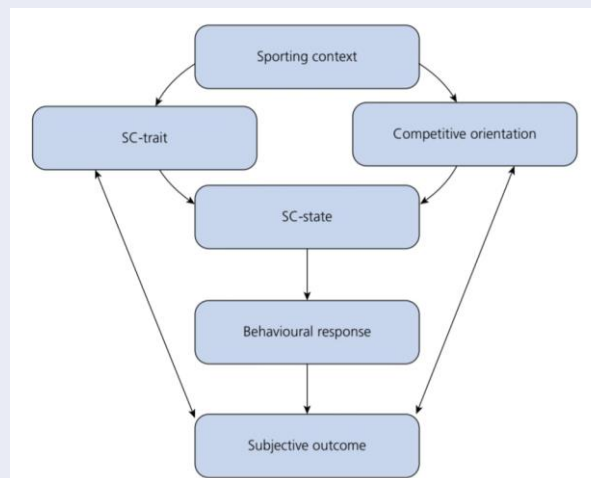 Sporting context
SC-trait
Competitive orientation
SC-state
Behavioural response
Subjective outcome